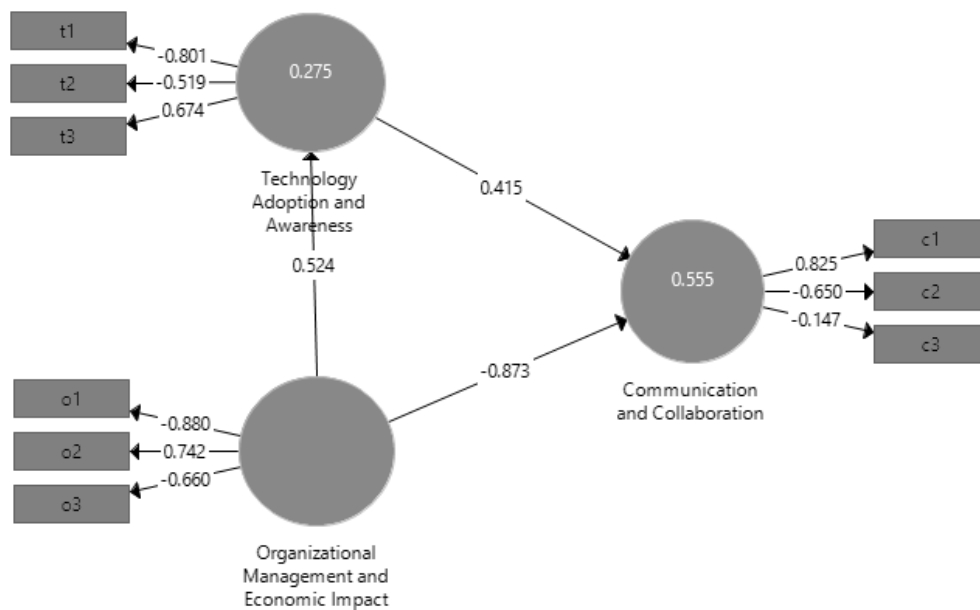 t1
-0.801
t2
-0.519
t3
0.674
0.275
Technology
Adoption and
Awareness
0.415
0.524
0.555
c1
0.825
c2
-0.650
c3
-0.147
Communication
and Collaboration
-0.873
o1
-0.880
o2
0.742
o3
-0.660
Organizational
Management and
Economic Impact